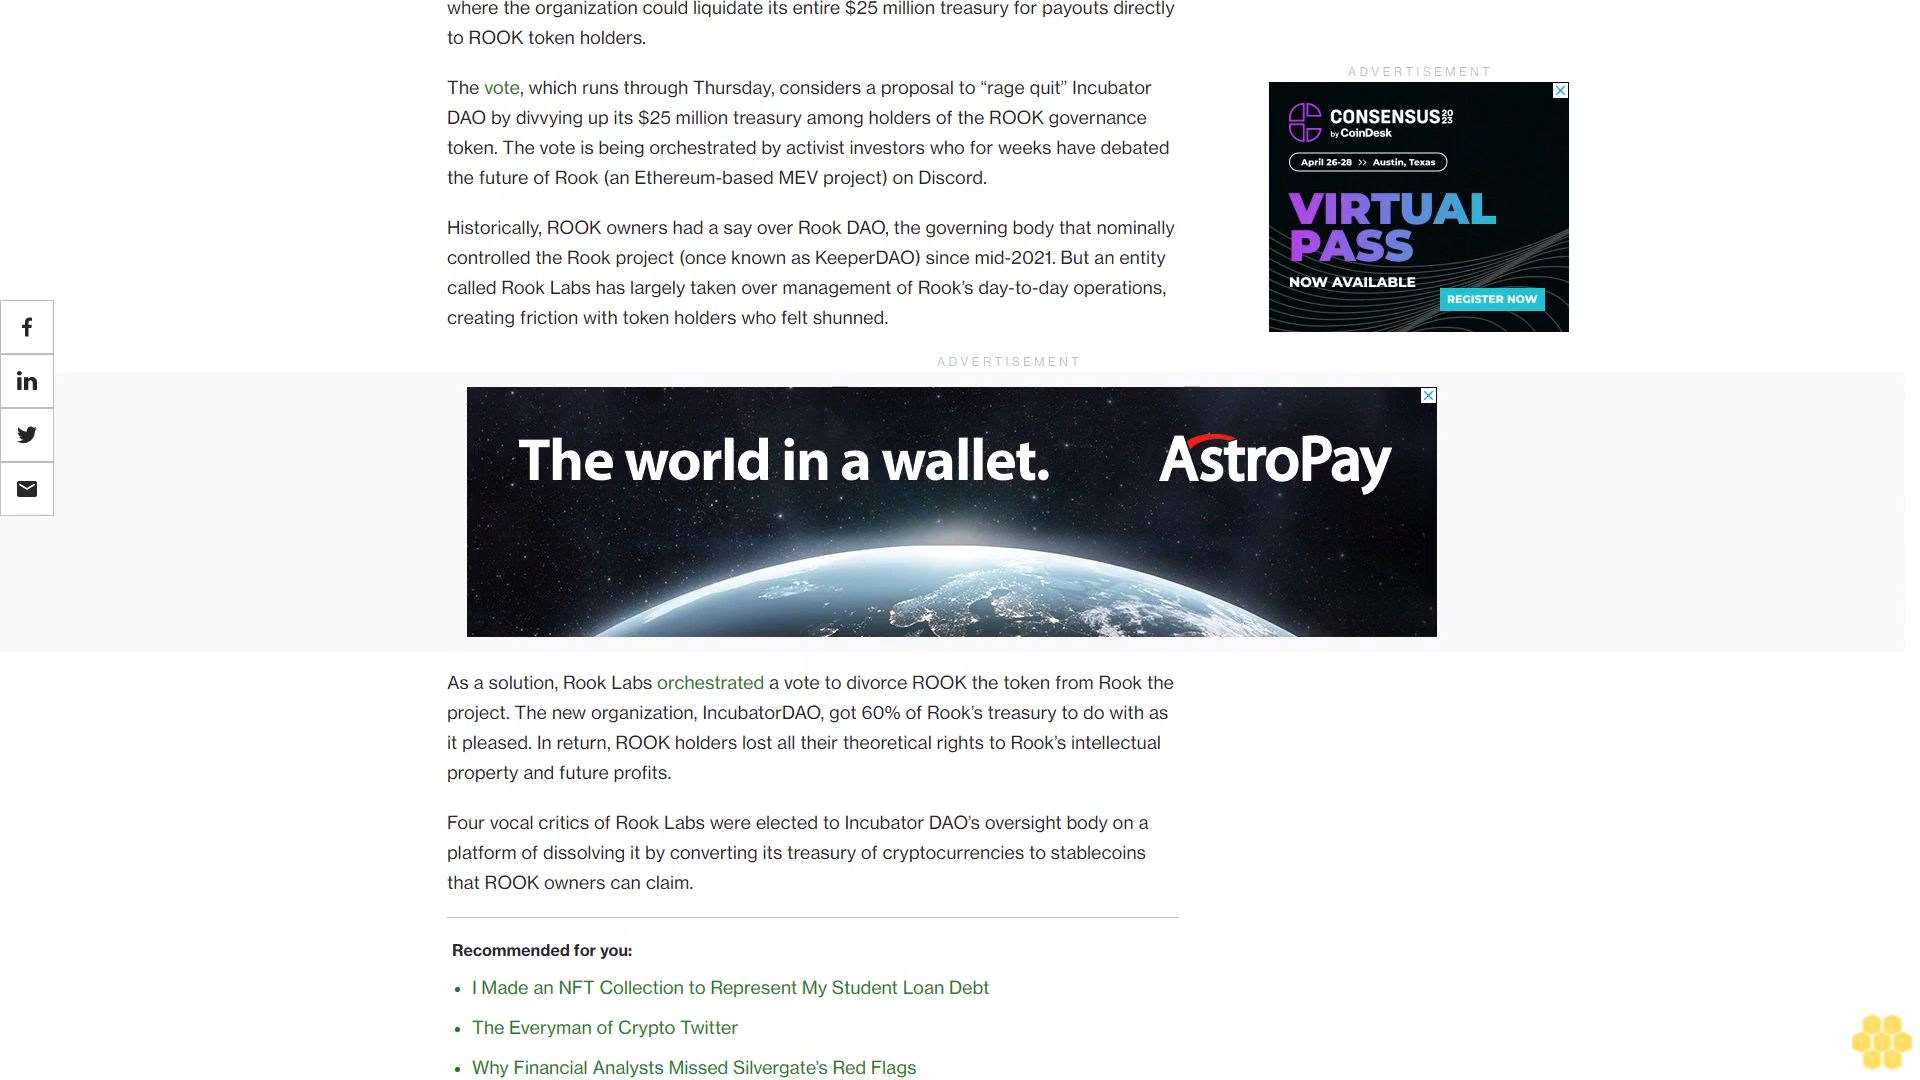 where the organization could liquidate its entire $25 million treasury for payouts directly
to ROOK token holders.
The vote, which runs through Thursday, considers a proposal to “rage quit” Incubator
DAO by divvying up its $25 million treasury among holders of the ROOK governance
token. The vote is being orchestrated by activist investors who for weeks have debated
the future of Rook (an Ethereum-based MEV project) on Discord.
Historically, ROOK owners had a say over Rook DAO, the governing body that nominally
controlled the Rook project (once known as KeeperDAO) since mid-2021. But an entity
called Rook Labs has largely taken over management of Rook’s day-to-day operations,
creating friction with token holders who felt shunned.
ADVERTISEMENT
CONSENSUS 2023
by CoinDesk
April 26-28 >> Austin, Texas
VIRTUAL
PASS
NOW AVAILABLE
REGISTER NOW
ADVERTISEMENT
The world in a wallet.
AstroPay
As a solution, Rook Labs orchestrated a vote to divorce ROOK the token from Rook the
project. The new organization, IncubatorDAO, got 60% of Rook’s treasury to do with as
it pleased. In return, ROOK holders lost all their theoretical rights to Rook’s intellectual
property and future profits.
Four vocal critics of Rook Labs were elected to Incubator DAO’s oversight body on a
platform of dissolving it by converting its treasury of cryptocurrencies to stablecoins
that ROOK owners can claim.
Recommended for you:
• I Made an NFT Collection to Represent My Student Loan Debt
• The Everyman of Crypto Twitter
• Why Financial Analysts Missed Silvergate’s Red Flags